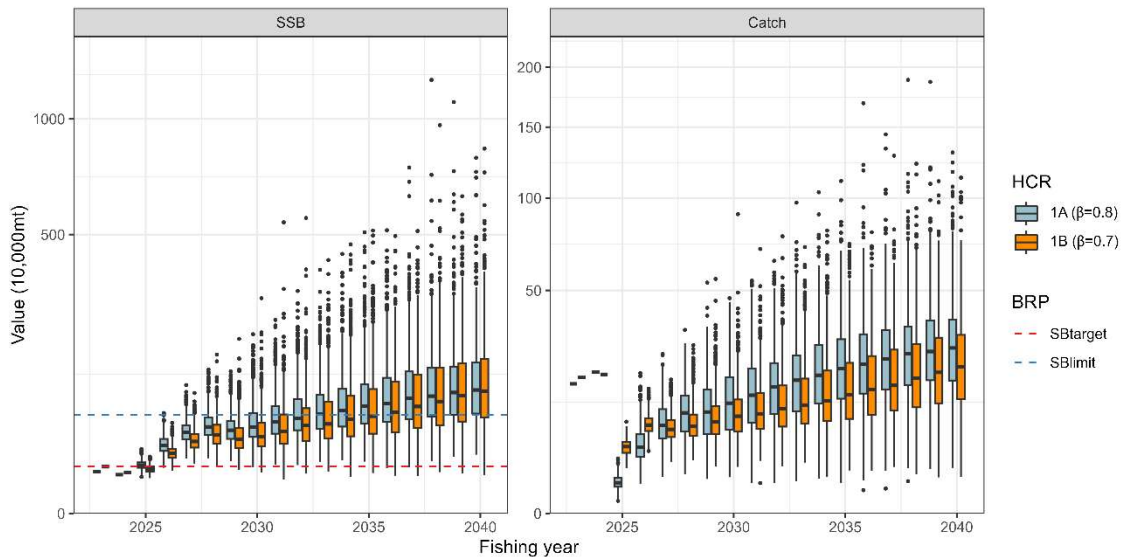 SSB
Catch
Value (10,000mt)
1000
500
0
200
150
100
50
0
2025
2030
2035
2040
2025
2030
2035
2040
Fishing year
HCR
1A (β=0.8)
1B (β=0.7)
BRP
SBtarget
SBlimit